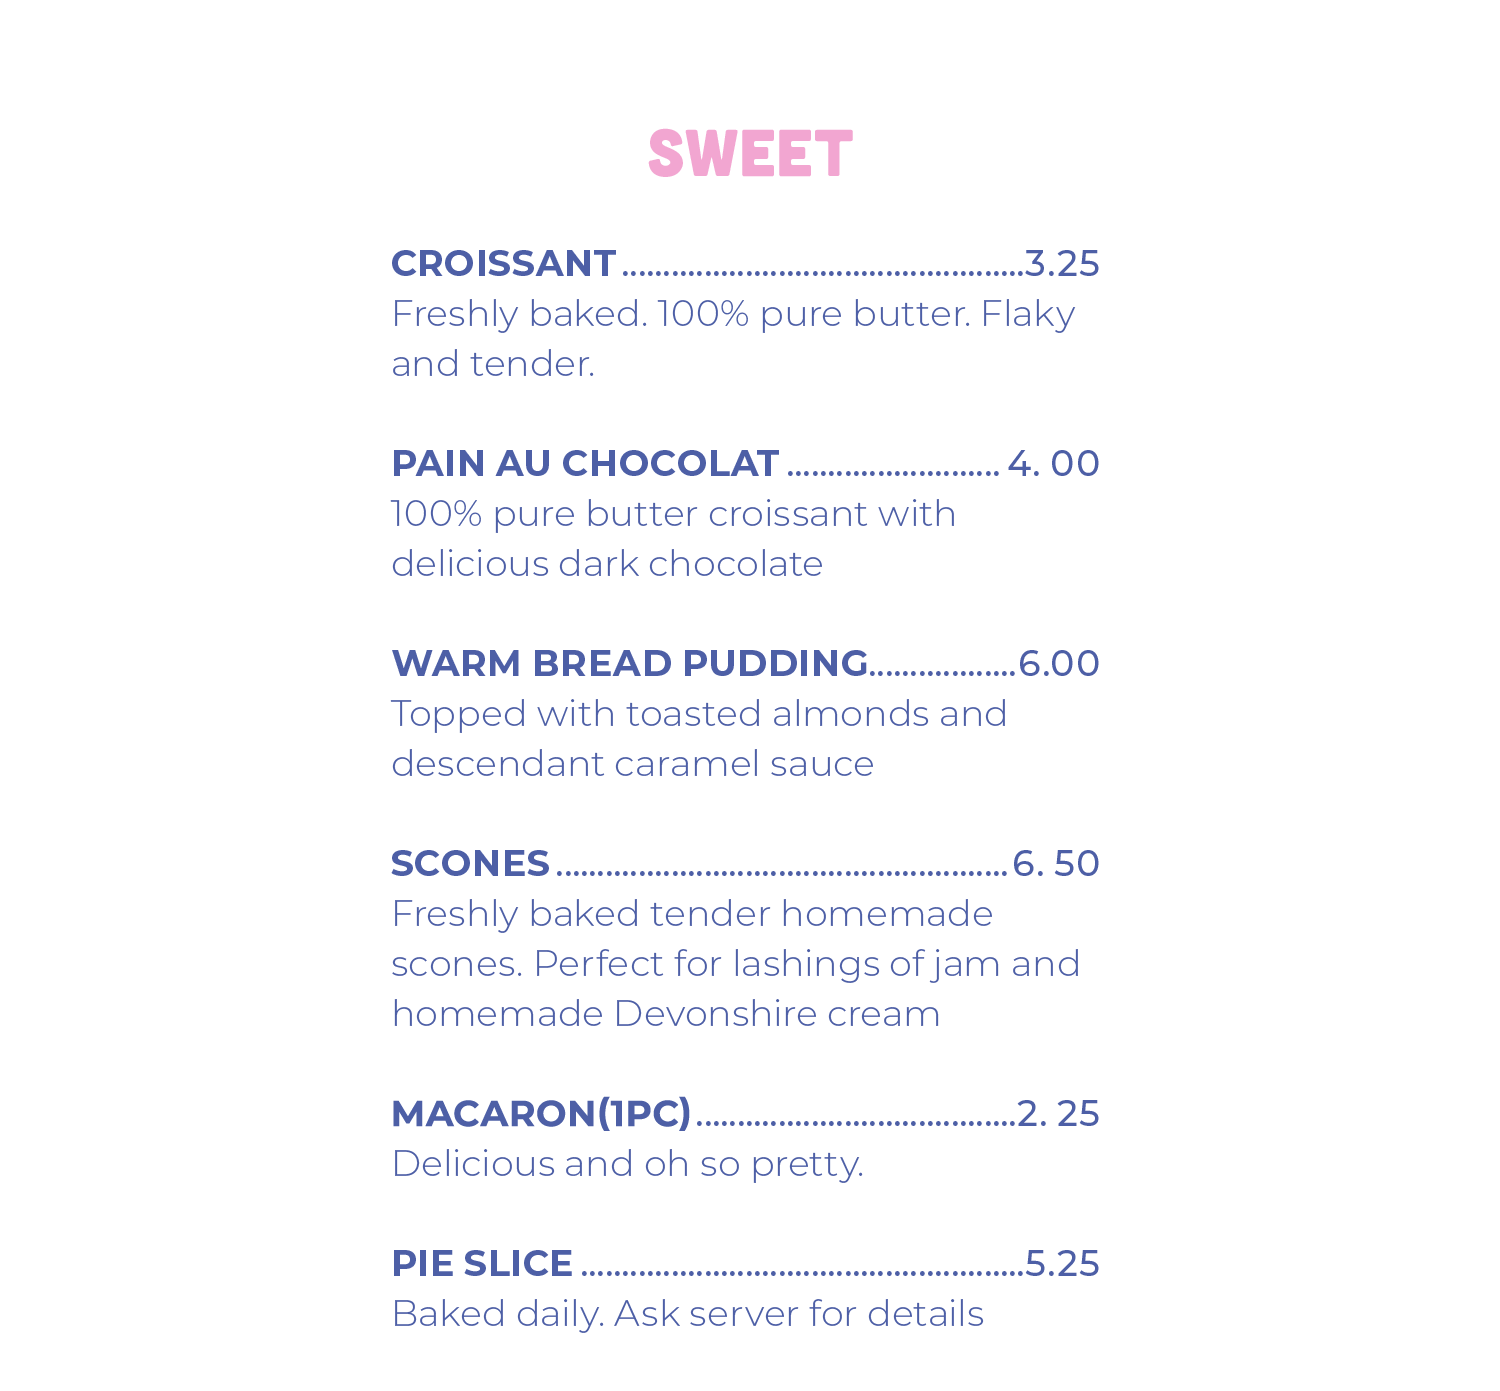 SWEET
CROISSANT.................................................3.25
Freshly baked. 100% pure butter. Flaky
and tender.
PAIN AU CHOCOLAT.......................... 4. 00
100% pure butter croissant with
delicious dark chocolate
WARM BREAD PUDDING..................6.00
Topped with toasted almonds and
descendant caramel sauce
SCONES....................................................... 6. 50
Freshly baked tender homemade
scones. Perfect for lashings of jam and
homemade Devonshire cream
MACARON(1PC).......................................2. 25
Delicious and oh so pretty.
PIE SLICE ......................................................5.25
Baked daily. Ask server for details